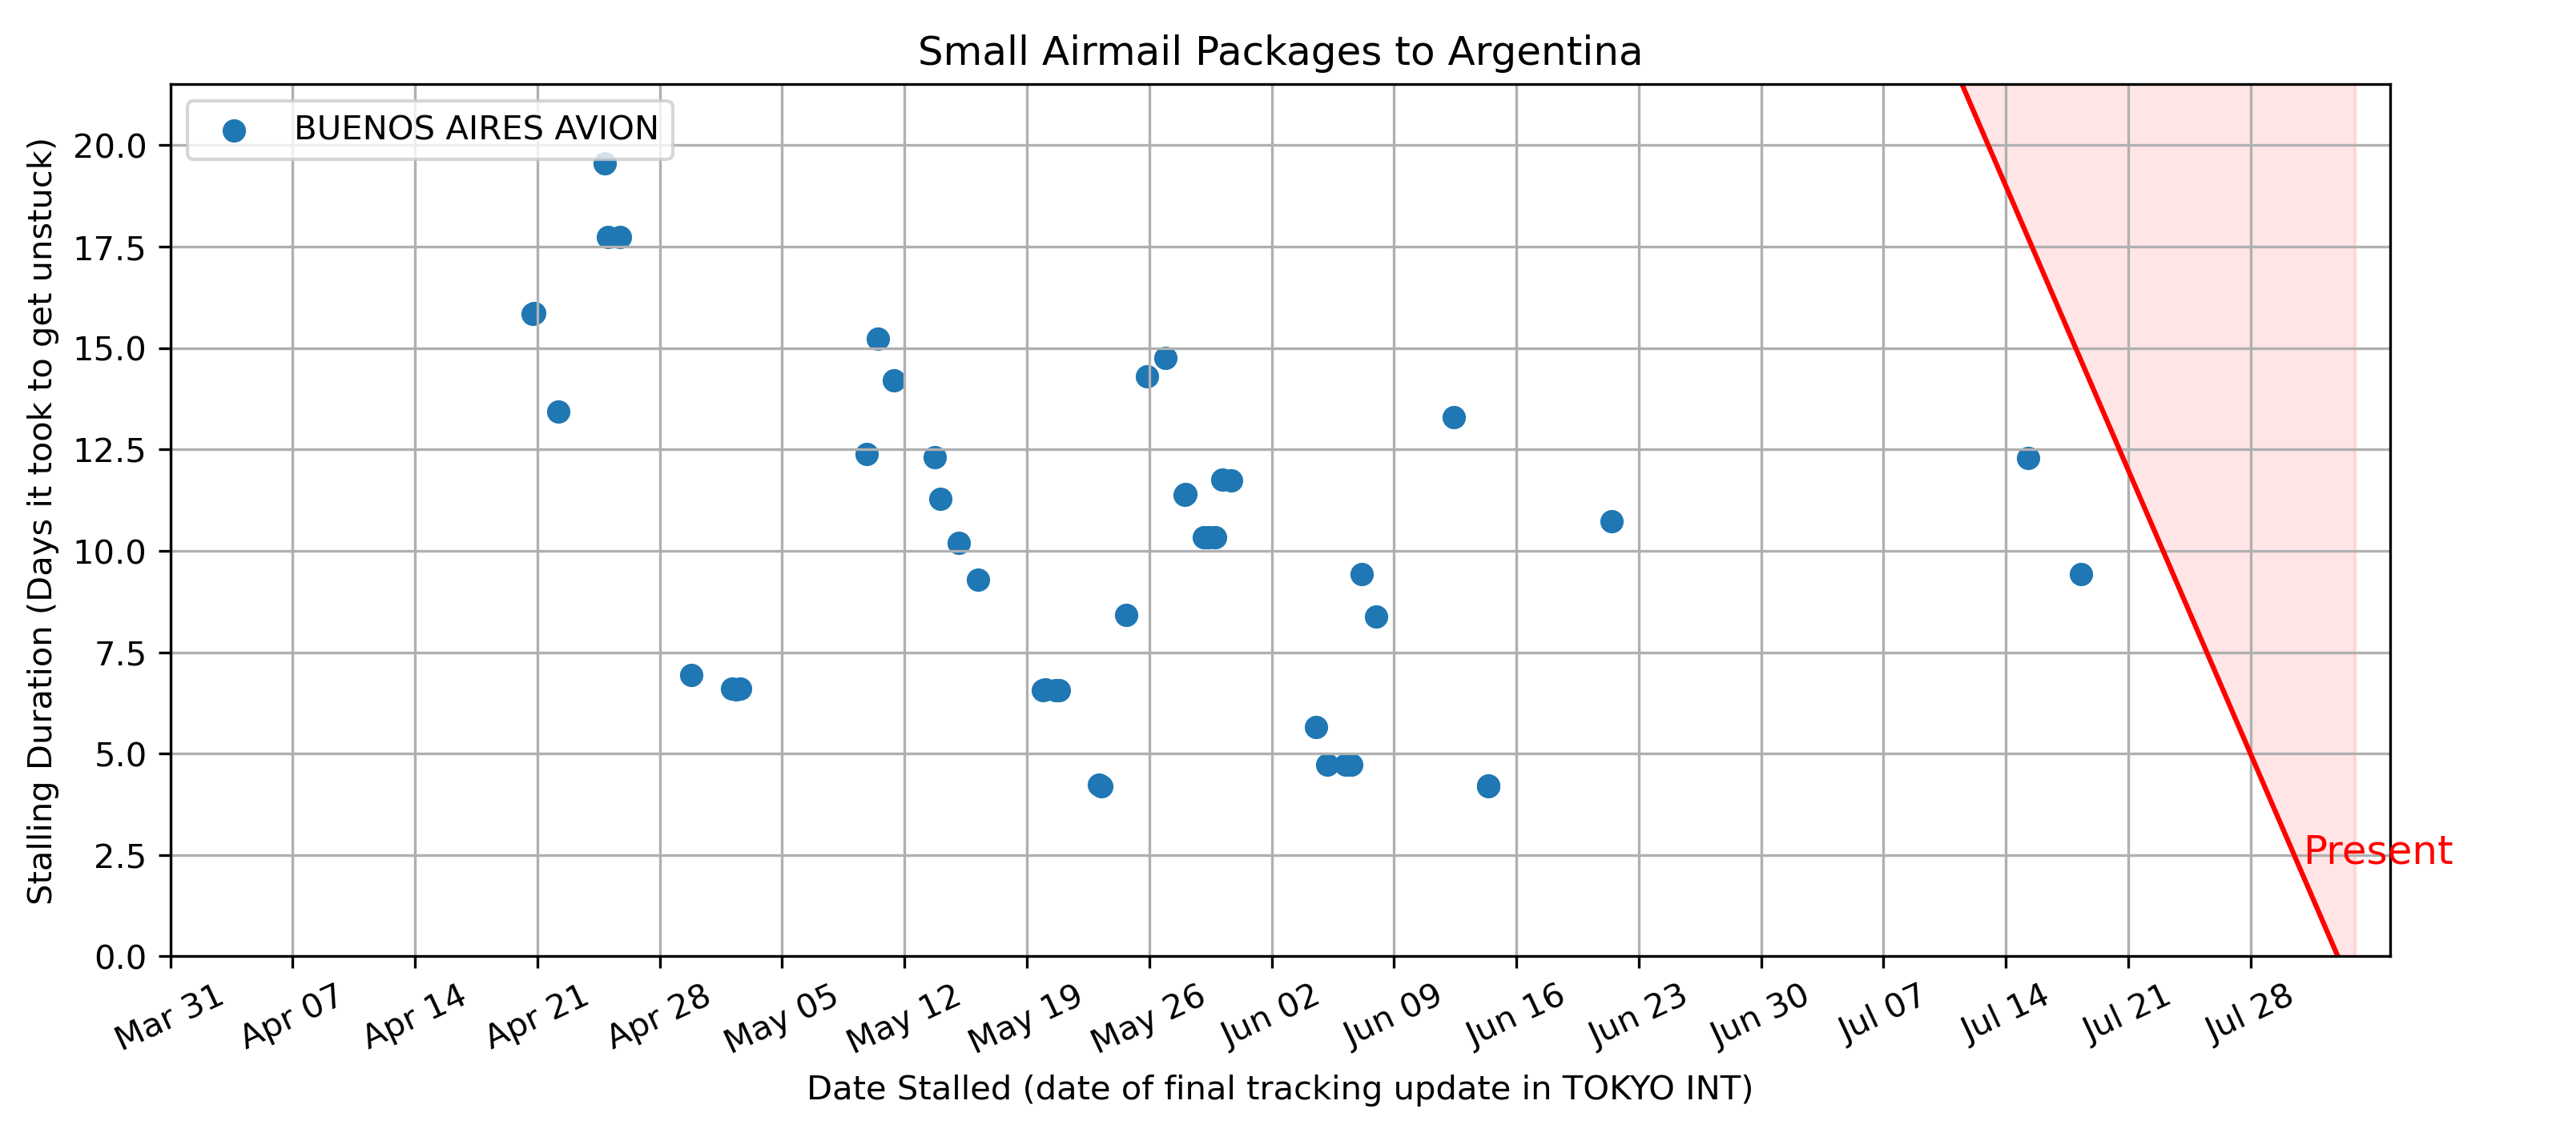 Small Airmail Packages to Argentina
BUENOS AIRES AVION
Stalling Duration (Days it took to get unstuck)
20.0
17.5
15.0
12.5
10.0
7.5
5.0
2.5
0.0
Present
Mar 31 Apr 07 Apr 14 Apr 21 Apr 28 May 05 May 12 May 19 May 26 Jun 02 Jun 09 Jun 16 Jun 23 Jun 30 Jul 07 Jul 14 Jul 21 Jul 28
Date Stalled (date of final tracking update in TOKYO INT)